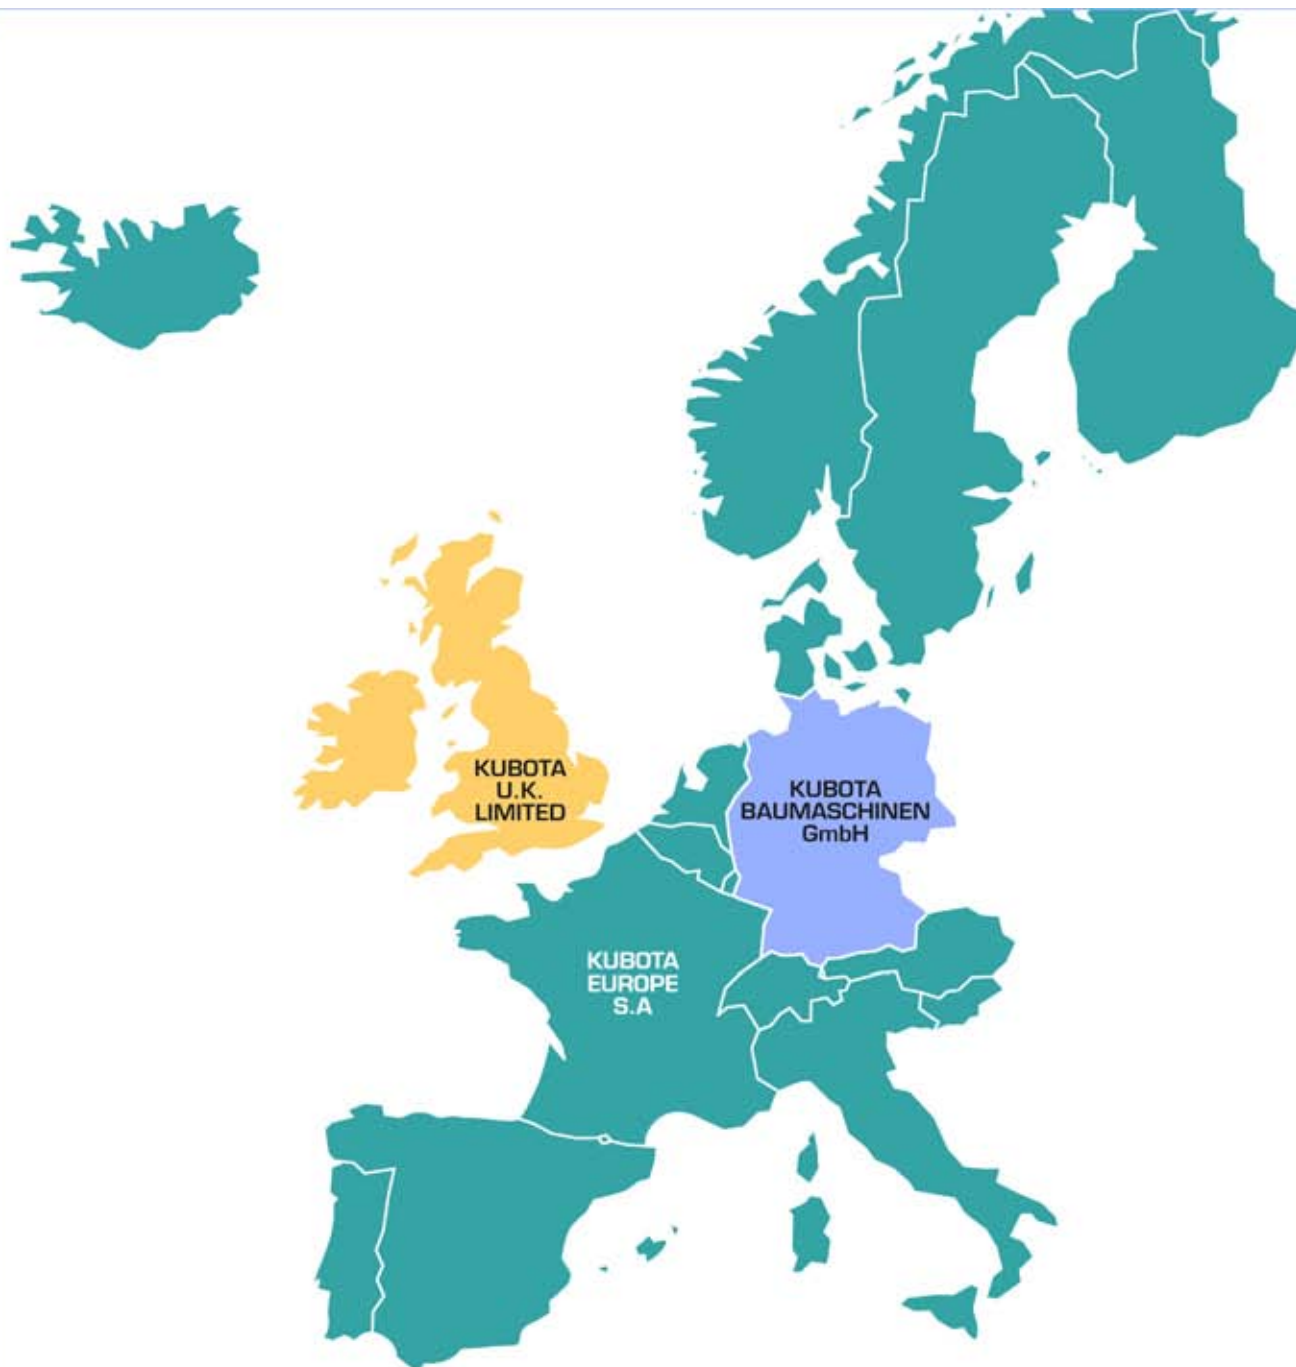 KUBOTA
U.K.
LIMITED
KUBOTA
BAUMASCHINEN
GmbH
KUBOTA
EUROPE
S.A